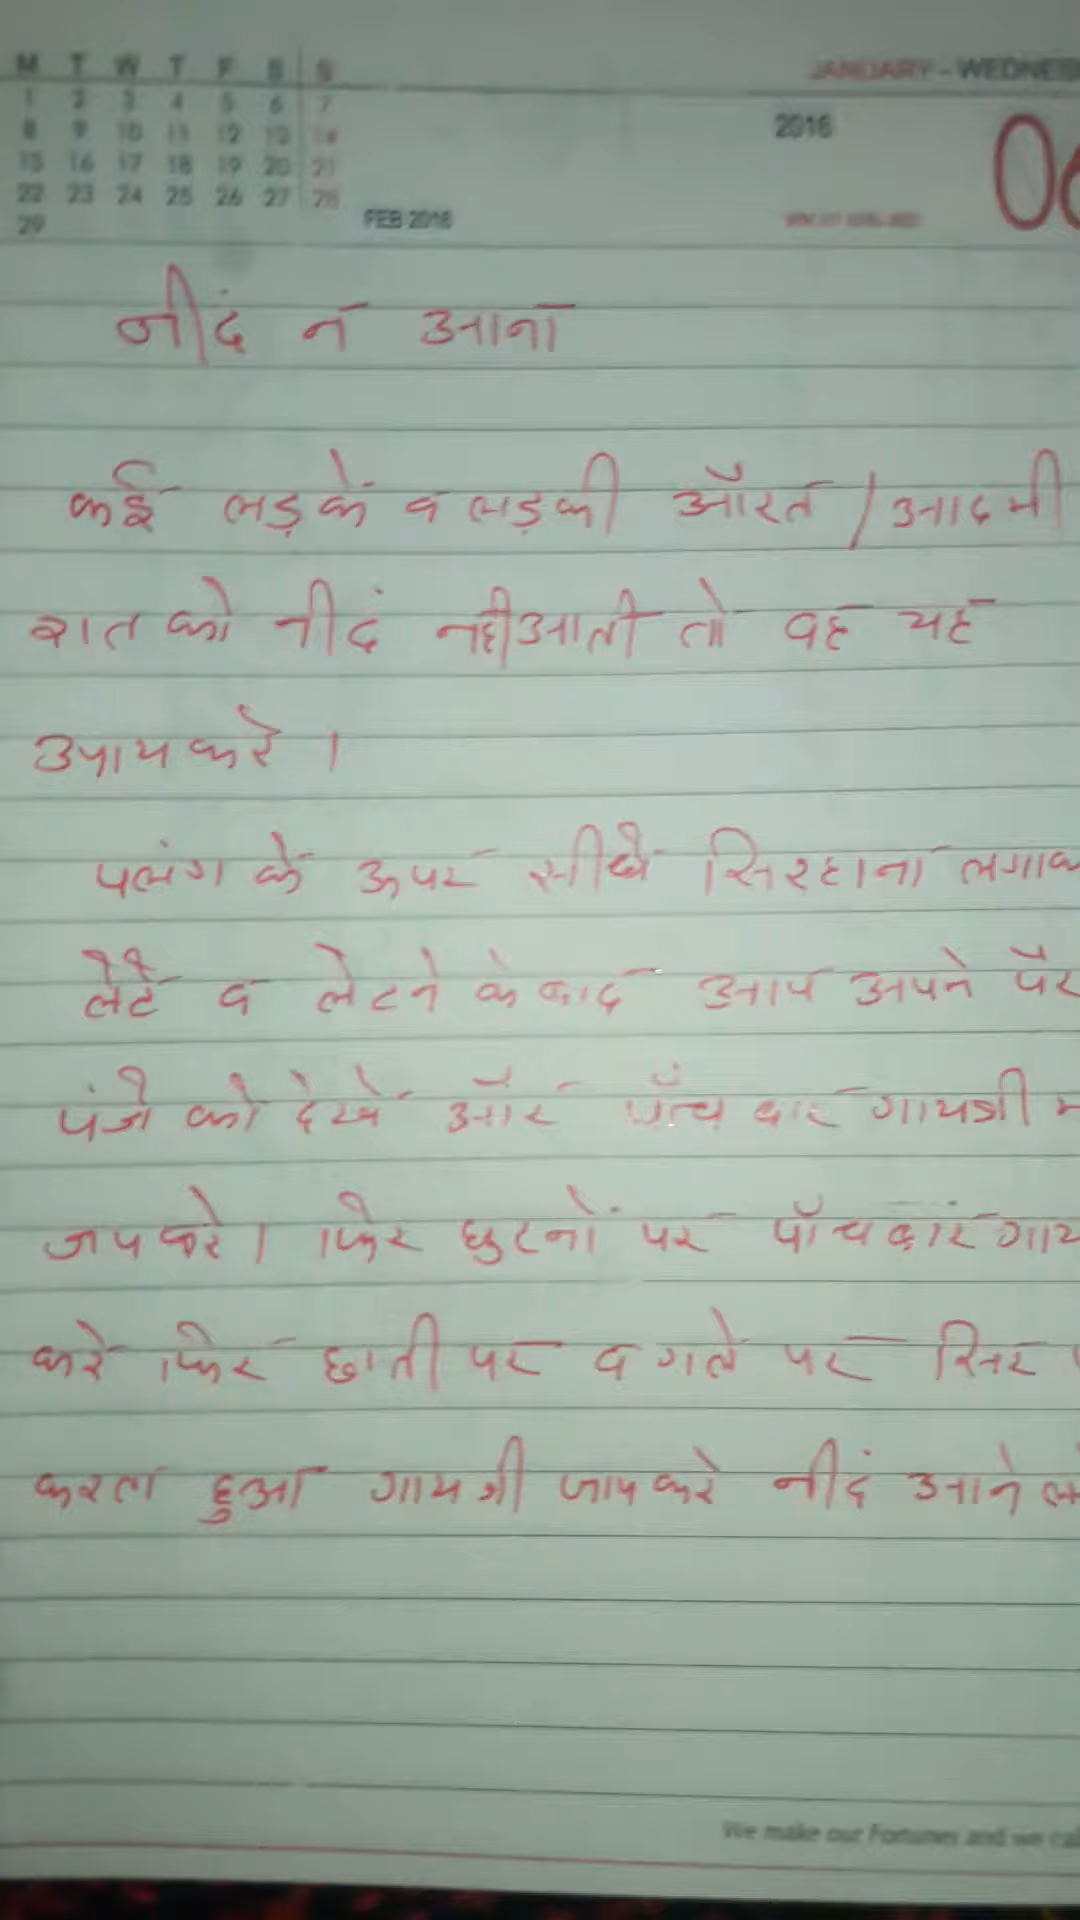 M T W T F S S
1 2 3 4 5 6 7
8 9 10 11 12 13 14
15 16 17 18 19 20 21
22 23 24 25 26 27 28
29
FEB 2016
JANUARY - WEDNES
2016
06
नीदं न आना
कई लड़के व लड़की औरत / आदमी
रात को नीदं नहीआती तो वह यह
उपाय करे ।
पलंग के ऊपर सीधे सिरहाना लगाक
लेटे व लेटने के बाद आप अपने पैर
पंजे को देखे और पाँच बार गायत्री म
जप करे । फिर घुटनों पर पाँच बार गाय
करे फिर छाती पर व गले पर सिर
करता हुआ गायत्री जाप करे नीदं आने ल
We make our Fortunes and we cal